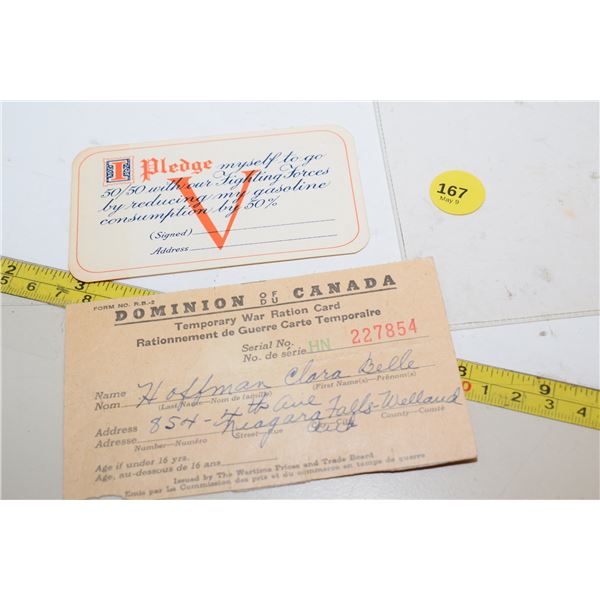 I Pledge myself to go
50/50 with our Fighting Forces
by reducing my gasoline
consumption by 50%
V
(Signed)
Address
167
May 9
FORM NO. R.B.-2
DOMINION OF DU CANADA
Temporary War Ration Card
Rationnement de Guerre Carte Temporaire
Serial No.
No. de série HN 227854
Name Hoffman Clara Belle
Nom (Last Name—Nom de famille) (First Name(s)—Prénom(s))
Address 854 - 4th Ave Niagara Falls Welland
Adresse Number—Numéro Street—Rue County—Comté
Age if under 16 yrs.
Age, au-dessous de 16 ans
Issued by The Wartime Prices and Trade Board
Emis par La Commission des prix et du commerce en temps de guerre